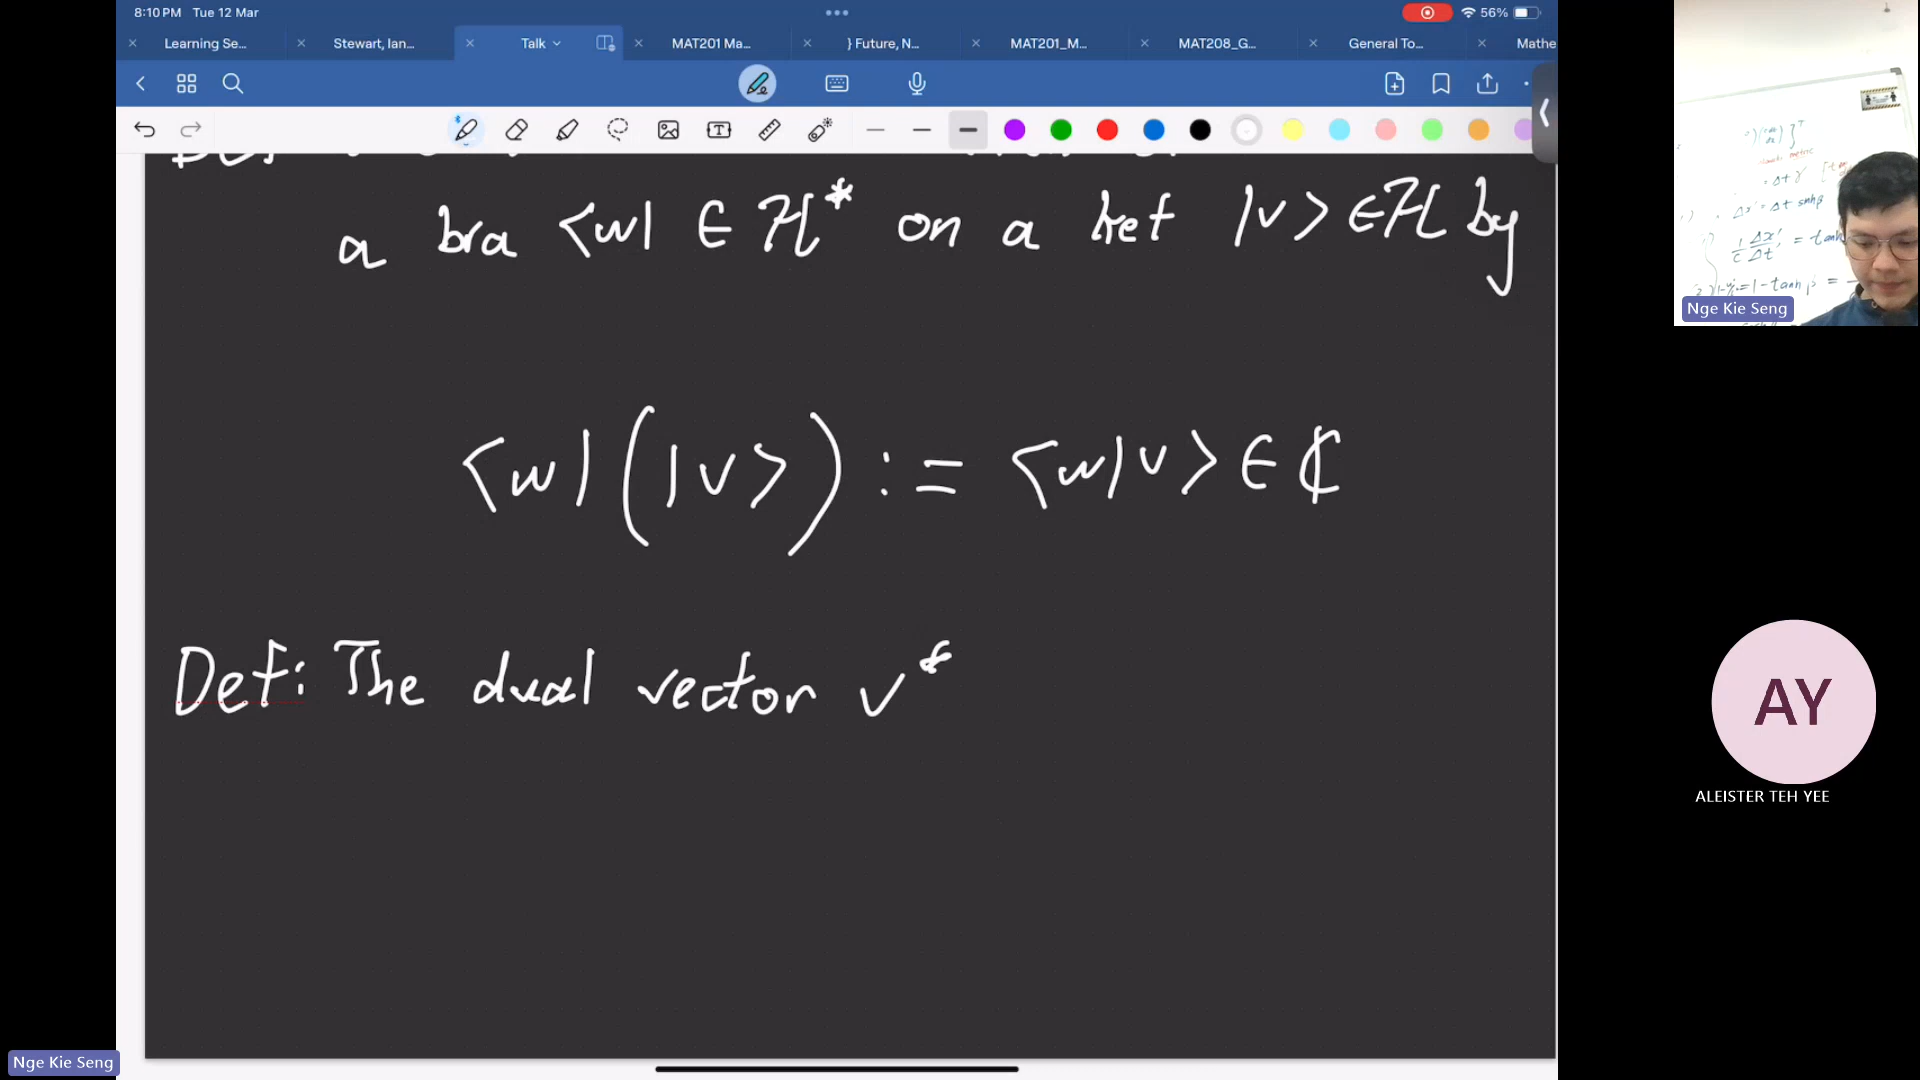 8:10 PM Tue 12 Mar
56%
Learning Se...
Stewart, Ian...
Talk
MAT201 Ma...
} Future, N...
MAT201_M...
MAT208_G...
General To...
Mathe
a bra <w| ∈ ℋ* on a ket |v> ∈ ℋ by
<w|(|v>) := <w|v> ∈ ℂ
Def: The dual vector v*
Nge Kie Seng
AY
ALEISTER TEH YEE
Nge Kie Seng